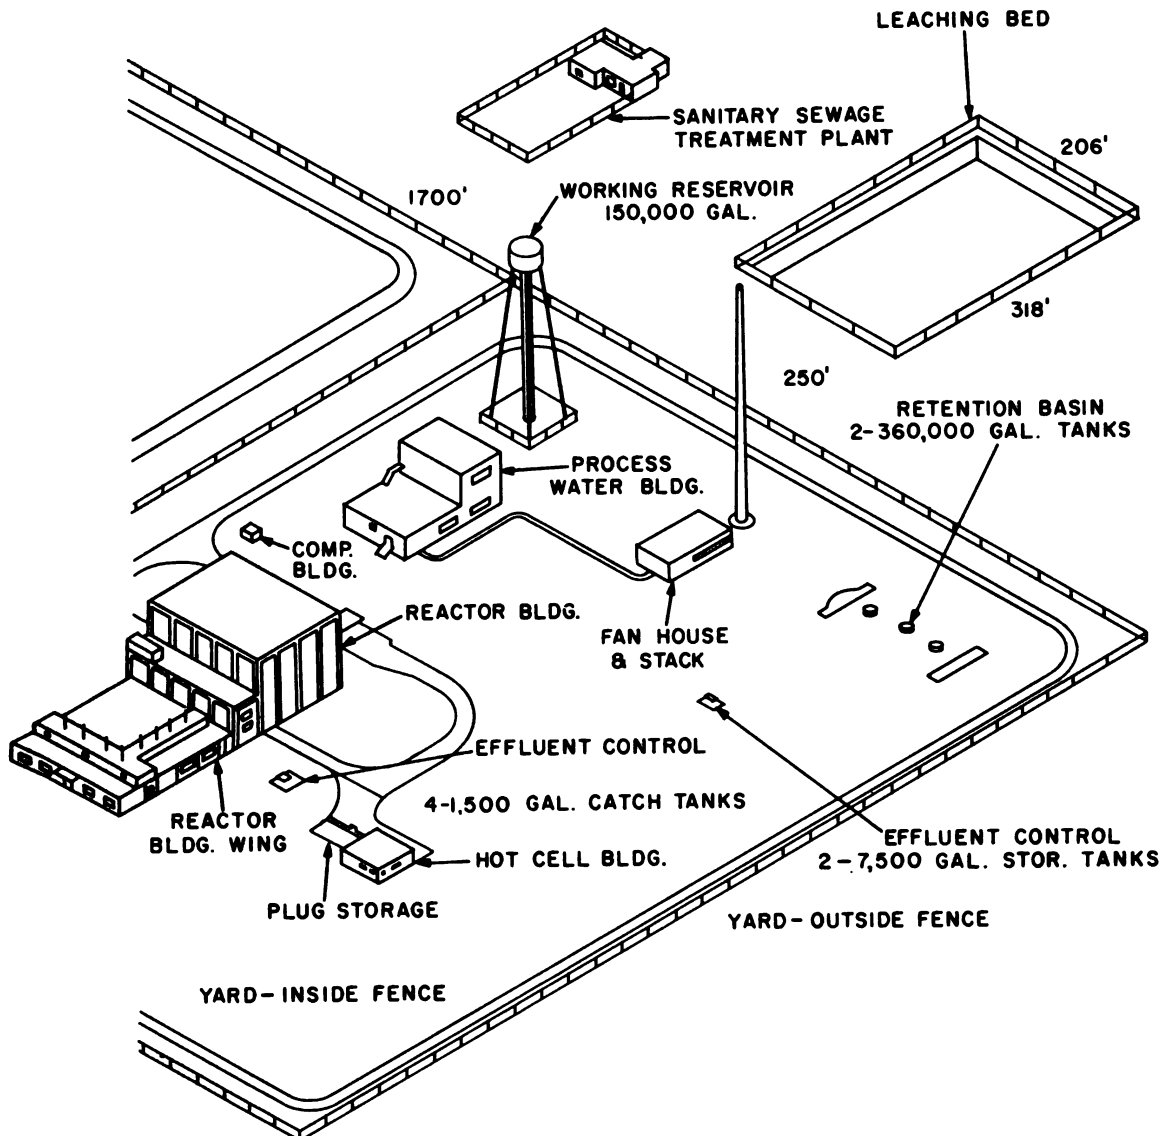 LEACHING BED
SANITARY SEWAGE
TREATMENT PLANT
206'
1700'
WORKING RESERVOIR
150,000 GAL.
318'
250'
RETENTION BASIN
2-360,000 GAL. TANKS
PROCESS
WATER BLDG.
COMP.
BLDG.
REACTOR BLDG.
FAN HOUSE
& STACK
EFFLUENT CONTROL
4-1,500 GAL. CATCH TANKS
REACTOR
BLDG. WING
EFFLUENT CONTROL
2-7,500 GAL. STOR. TANKS
HOT CELL BLDG.
PLUG STORAGE
YARD-OUTSIDE FENCE
YARD-INSIDE FENCE